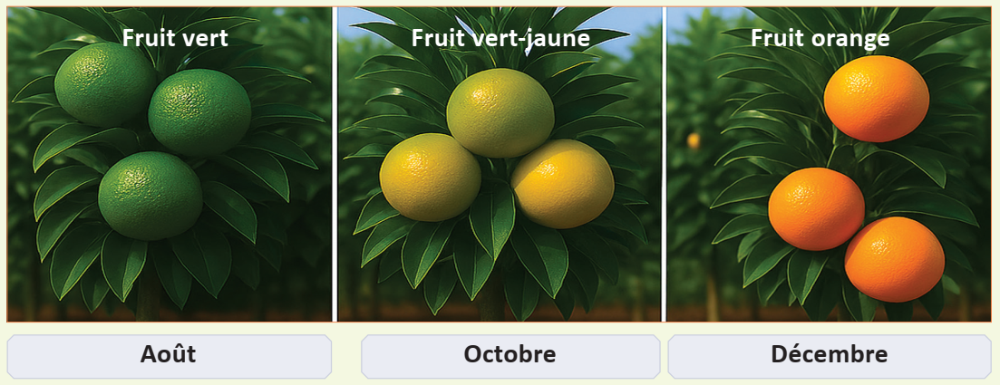 Fruit vert
Fruit vert-jaune
Fruit orange
Août
Octobre
Décembre